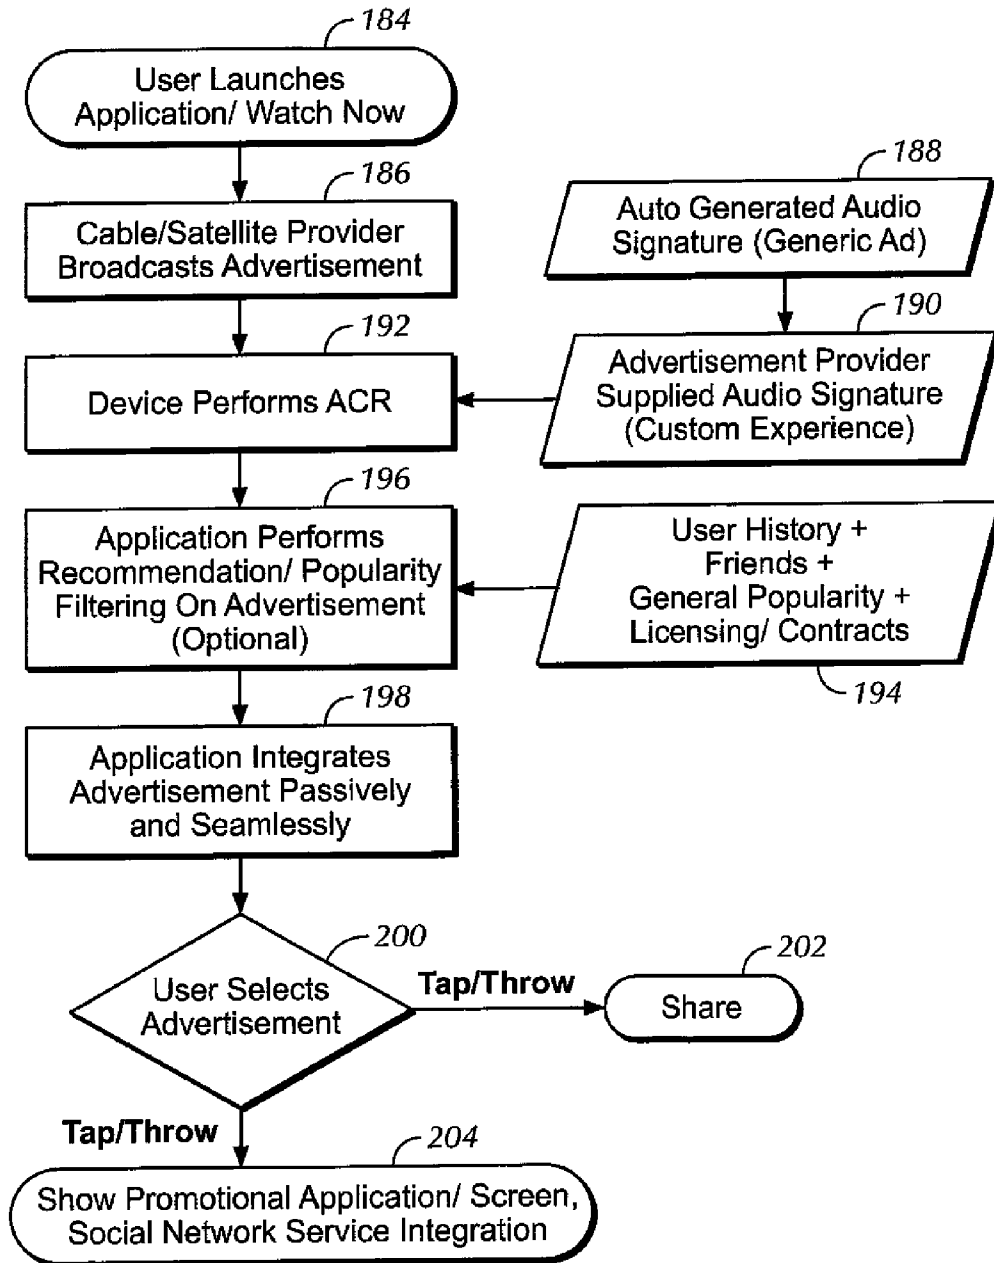 184
User Launches
Application/ Watch Now
186
Cable/Satellite Provider
Broadcasts Advertisement
188
Auto Generated Audio
Signature (Generic Ad)
192
Device Performs ACR
190
Advertisement Provider
Supplied Audio Signature
(Custom Experience)
196
Application Performs
Recommendation/ Popularity
Filtering On Advertisement
(Optional)
User History +
Friends +
General Popularity +
Licensing/ Contracts
194
198
Application Integrates
Advertisement Passively
and Seamlessly
200
User Selects
Advertisement
Tap/Throw
202
Share
Tap/Throw
204
Show Promotional Application/ Screen,
Social Network Service Integration